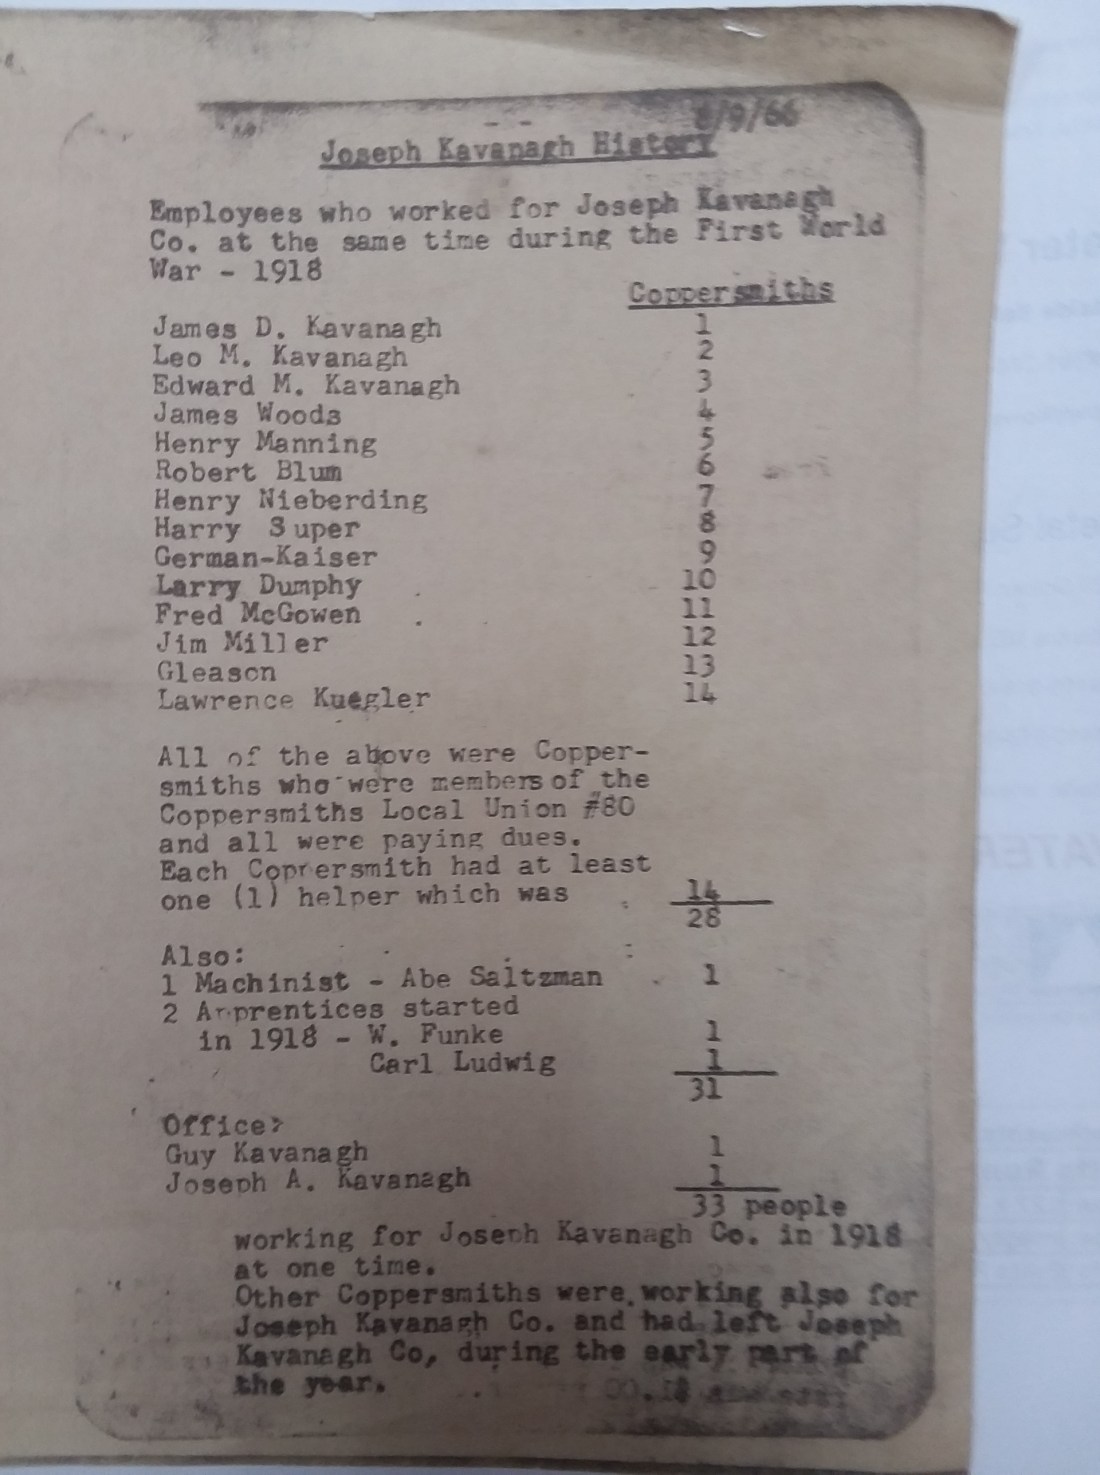 8/9/66
Joseph Kavanagh History
Employees who worked for Joseph Kavanagh
Co. at the same time during the First World
War - 1918
Coppersmiths
James D. Kavanagh 1
Leo M. Kavanagh 2
Edward M. Kavanagh 3
James Woods 4
Henry Manning 5
Robert Blum 6
Henry Nieberding 7
Harry Super 8
German-Kaiser 9
Larry Dumphy 10
Fred McGowen 11
Jim Miller 12
Gleason 13
Lawrence Kuegler 14
All of the above were Copper-
smiths who were members of the
Coppersmiths Local Union #80
and all were paying dues.
Each Coppersmith had at least
one (1) helper which was 14
28
Also:
1 Machinist - Abe Saltzman 1
2 Apprentices started
in 1918 - W. Funke 1
Carl Ludwig 1
31
Office:
Guy Kavanagh 1
Joseph A. Kavanagh 1
33 people
working for Joseph Kavanagh Co. in 1918
at one time.
Other Coppersmiths were working also for
Joseph Kavanagh Co. and had left Joseph
Kavanagh Co, during the early part of
the year.